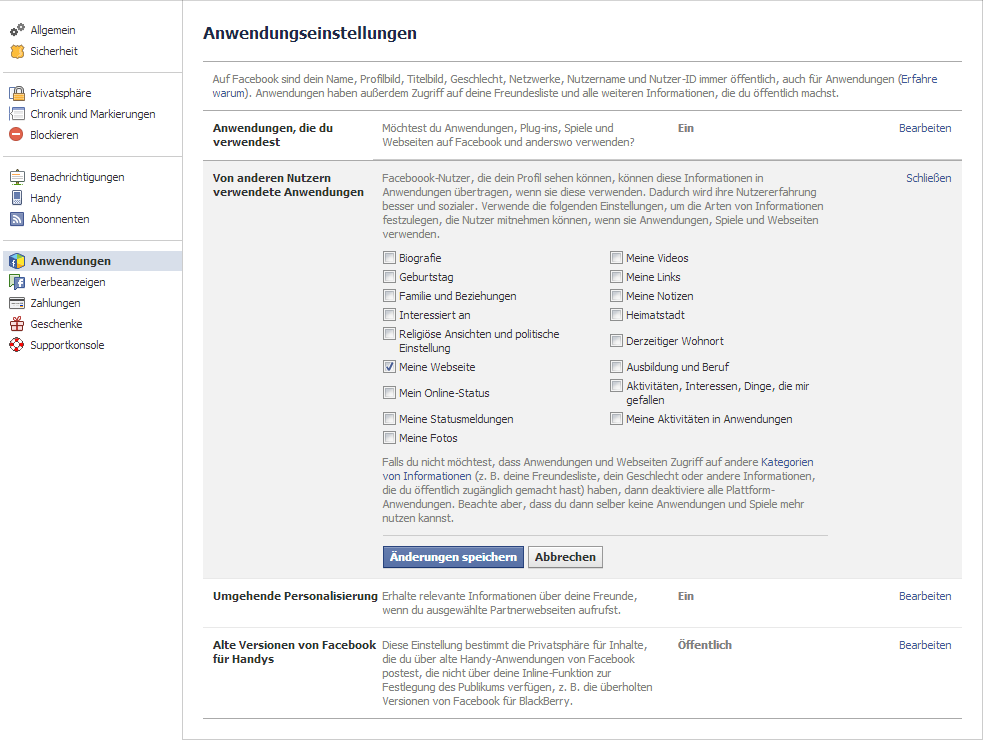 Allgemein
Sicherheit
Privatsphäre
Chronik und Markierungen
Blockieren
Benachrichtigungen
Handy
Abonnenten
Anwendungen
Werbeanzeigen
Zahlungen
Geschenke
Supportkonsole
Anwendungseinstellungen
Auf Facebook sind dein Name, Profilbild, Titelbild, Geschlecht, Netzwerke, Nutzername und Nutzer-ID immer öffentlich, auch für Anwendungen (Erfahre
warum). Anwendungen haben außerdem Zugriff auf deine Freundesliste und alle weiteren Informationen, die du öffentlich machst.
Anwendungen, die du
verwendest
Möchtest du Anwendungen, Plug-ins, Spiele und
Webseiten auf Facebook und anderswo verwenden?
Ein
Bearbeiten
Von anderen Nutzern
verwendete Anwendungen
Faceboook-Nutzer, die dein Profil sehen können, können diese Informationen in
Anwendungen übertragen, wenn sie diese verwenden. Dadurch wird ihre Nutzererfahrung
besser und sozialer. Verwende die folgenden Einstellungen, um die Arten von Informationen
festzulegen, die Nutzer mitnehmen können, wenn sie Anwendungen, Spiele und Webseiten
verwenden.
Schließen
Biografie
Geburtstag
Familie und Beziehungen
Interessiert an
Religiöse Ansichten und politische
Einstellung
Meine Webseite
Mein Online-Status
Meine Statusmeldungen
Meine Fotos
Meine Videos
Meine Links
Meine Notizen
Heimatstadt
Derzeitiger Wohnort
Ausbildung und Beruf
Aktivitäten, Interessen, Dinge, die mir
gefallen
Meine Aktivitäten in Anwendungen
Falls du nicht möchtest, dass Anwendungen und Webseiten Zugriff auf andere Kategorien
von Informationen (z. B. deine Freundesliste, dein Geschlecht oder andere Informationen,
die du öffentlich zugänglich gemacht hast) haben, dann deaktiviere alle Plattform-
Anwendungen. Beachte aber, dass du dann selber keine Anwendungen und Spiele mehr
nutzen kannst.
Änderungen speichern
Abbrechen
Umgehende Personalisierung
Erhalte relevante Informationen über deine Freunde,
wenn du ausgewählte Partnerwebseiten aufrufst.
Ein
Bearbeiten
Alte Versionen von Facebook
für Handys
Diese Einstellung bestimmt die Privatsphäre für Inhalte,
die du über alte Handy-Anwendungen von Facebook
postest, die nicht über deine Inline-Funktion zur
Festlegung des Publikums verfügen, z. B. die überholten
Versionen von Facebook für BlackBerry.
Öffentlich
Bearbeiten